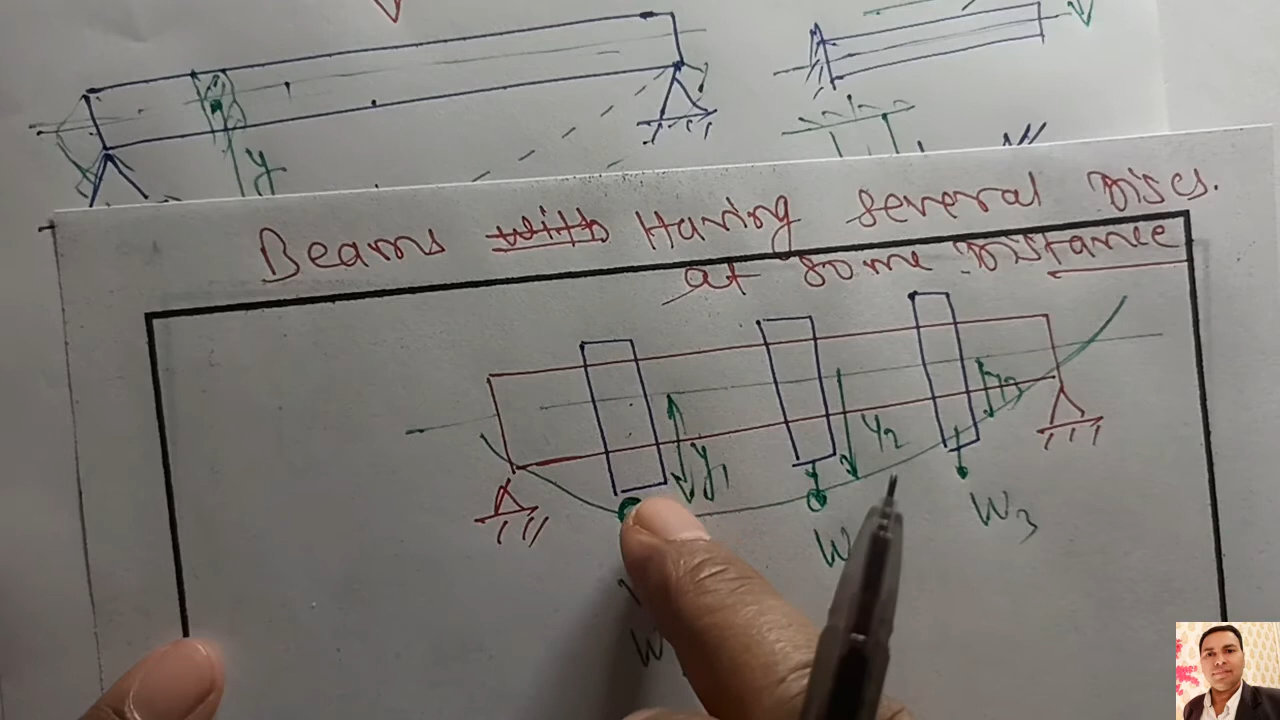 y
Beams with Having several Discs.
at some Distance
y1
y2
y3
W
W
W3